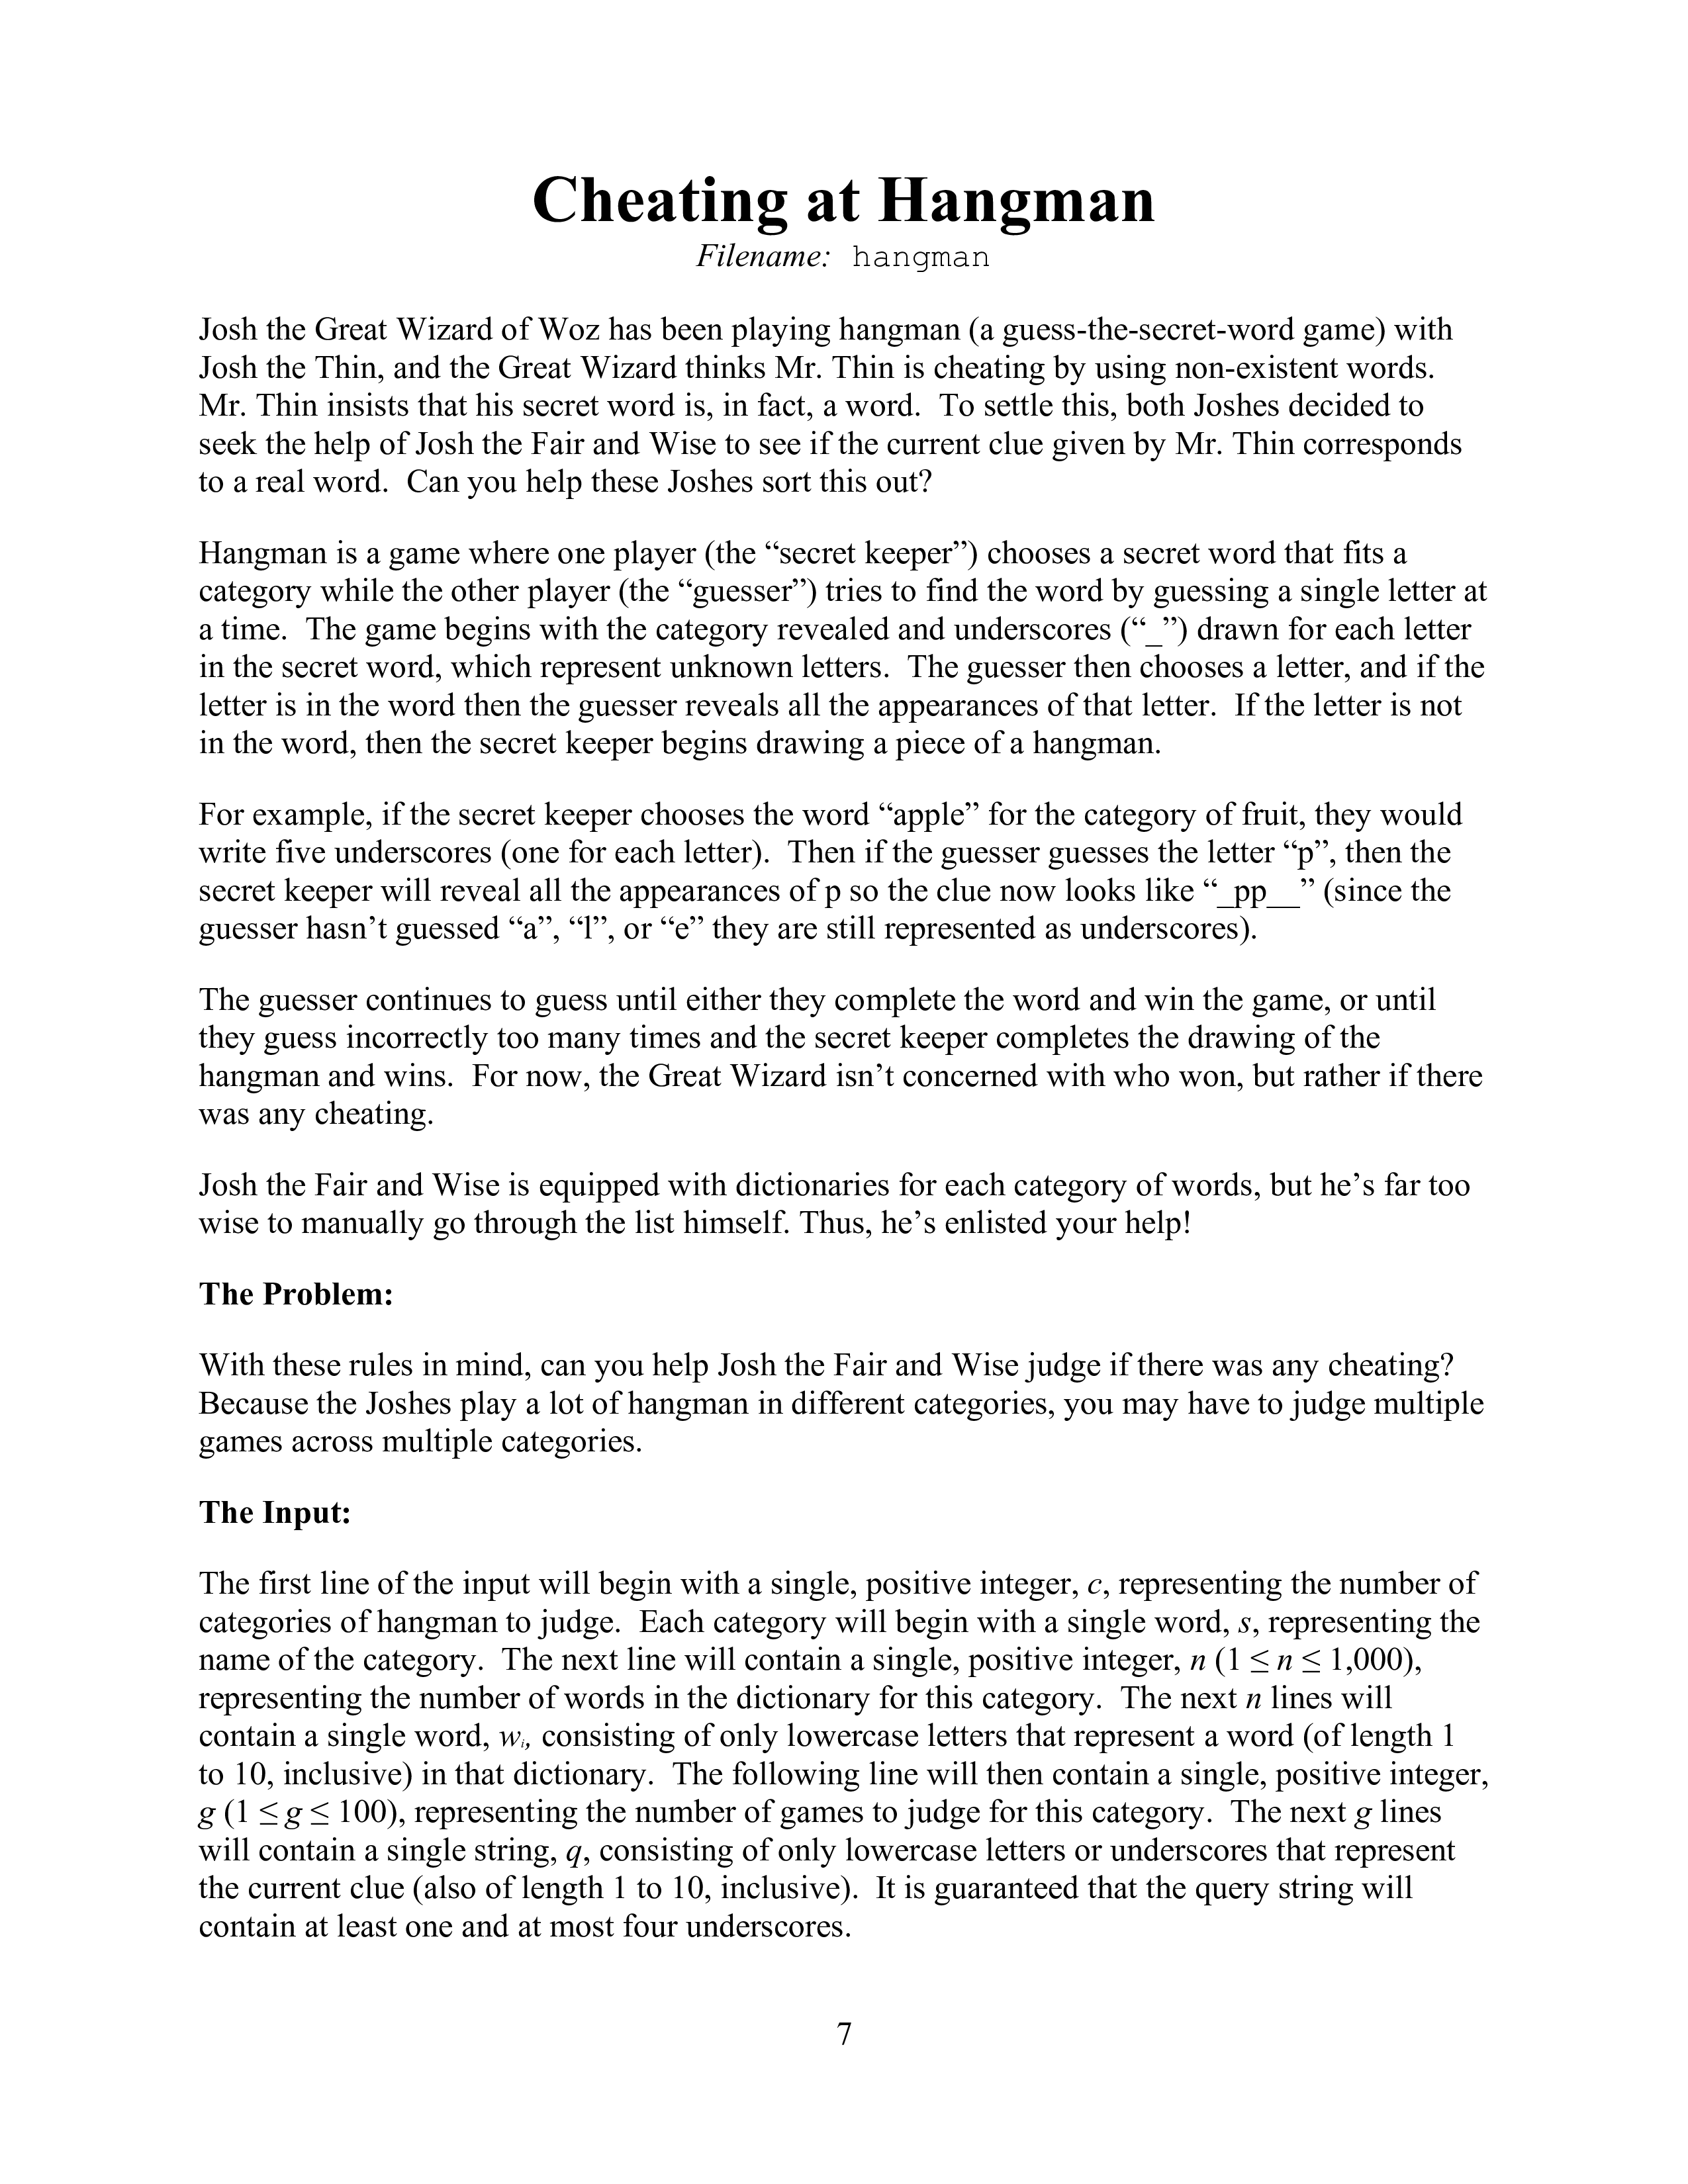 Cheating at Hangman
Filename: hangman
Josh the Great Wizard of Woz has been playing hangman (a guess-the-secret-word game) with
Josh the Thin, and the Great Wizard thinks Mr. Thin is cheating by using non-existent words.
Mr. Thin insists that his secret word is, in fact, a word.  To settle this, both Joshes decided to
seek the help of Josh the Fair and Wise to see if the current clue given by Mr. Thin corresponds
to a real word.  Can you help these Joshes sort this out?
Hangman is a game where one player (the “secret keeper”) chooses a secret word that fits a
category while the other player (the “guesser”) tries to find the word by guessing a single letter at
a time.  The game begins with the category revealed and underscores (“_”) drawn for each letter
in the secret word, which represent unknown letters.  The guesser then chooses a letter, and if the
letter is in the word then the guesser reveals all the appearances of that letter.  If the letter is not
in the word, then the secret keeper begins drawing a piece of a hangman.
For example, if the secret keeper chooses the word “apple” for the category of fruit, they would
write five underscores (one for each letter).  Then if the guesser guesses the letter “p”, then the
secret keeper will reveal all the appearances of p so the clue now looks like “_pp__” (since the
guesser hasn’t guessed “a”, “l”, or “e” they are still represented as underscores).
The guesser continues to guess until either they complete the word and win the game, or until
they guess incorrectly too many times and the secret keeper completes the drawing of the
hangman and wins.  For now, the Great Wizard isn’t concerned with who won, but rather if there
was any cheating.
Josh the Fair and Wise is equipped with dictionaries for each category of words, but he’s far too
wise to manually go through the list himself. Thus, he’s enlisted your help!
The Problem:
With these rules in mind, can you help Josh the Fair and Wise judge if there was any cheating?
Because the Joshes play a lot of hangman in different categories, you may have to judge multiple
games across multiple categories.
The Input:
The first line of the input will begin with a single, positive integer, c, representing the number of
categories of hangman to judge.  Each category will begin with a single word, s, representing the
name of the category.  The next line will contain a single, positive integer, n (1 ≤ n ≤ 1,000),
representing the number of words in the dictionary for this category.  The next n lines will
contain a single word, wi, consisting of only lowercase letters that represent a word (of length 1
to 10, inclusive) in that dictionary.  The following line will then contain a single, positive integer,
g (1 ≤ g ≤ 100), representing the number of games to judge for this category.  The next g lines
will contain a single string, q, consisting of only lowercase letters or underscores that represent
the current clue (also of length 1 to 10, inclusive).  It is guaranteed that the query string will
contain at least one and at most four underscores.
7